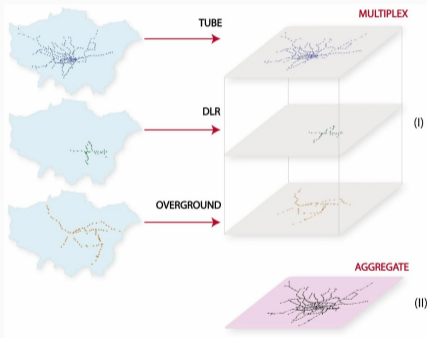 TUBE
MULTIPLEX
DLR
(I)
OVERGROUND
AGGREGATE
(II)